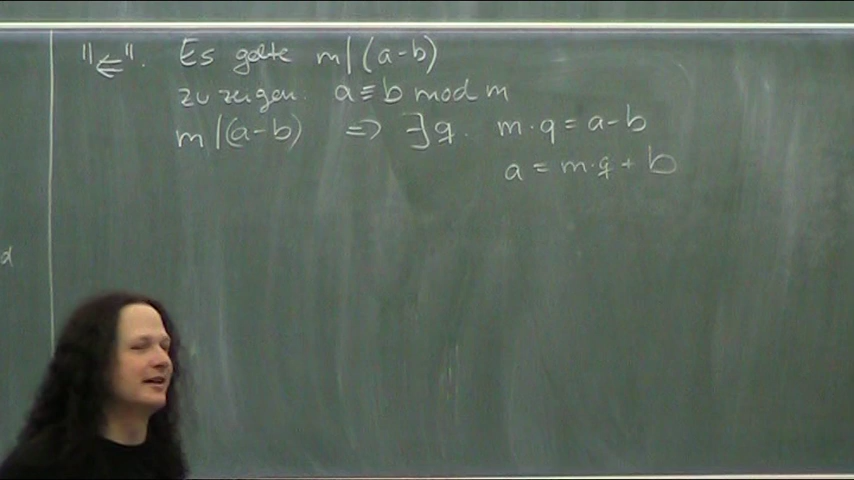 "⇐". Es gelte m|(a-b)
zu zeigen: a ≡ b mod m
m|(a-b) ⇒ ∃q. m·q = a-b
a = m·q + b
d